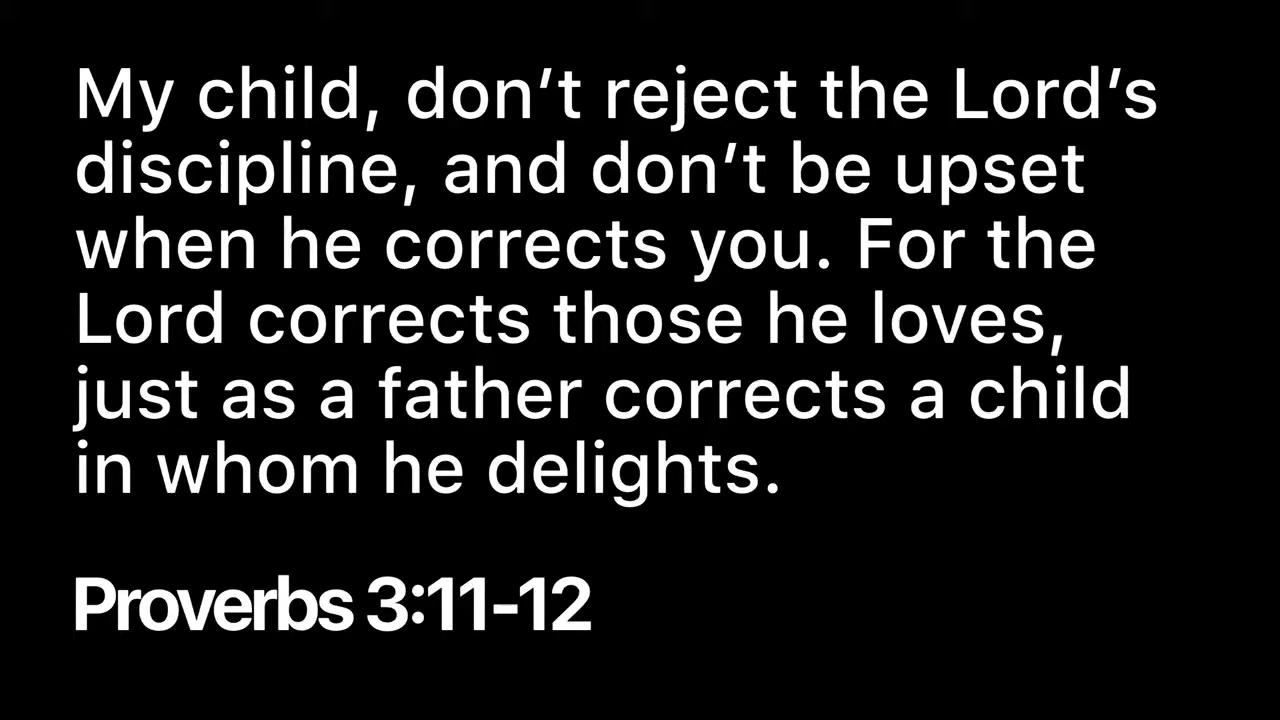 My child, don’t reject the Lord’s
discipline, and don’t be upset
when he corrects you. For the
Lord corrects those he loves,
just as a father corrects a child
in whom he delights.
Proverbs 3:11-12